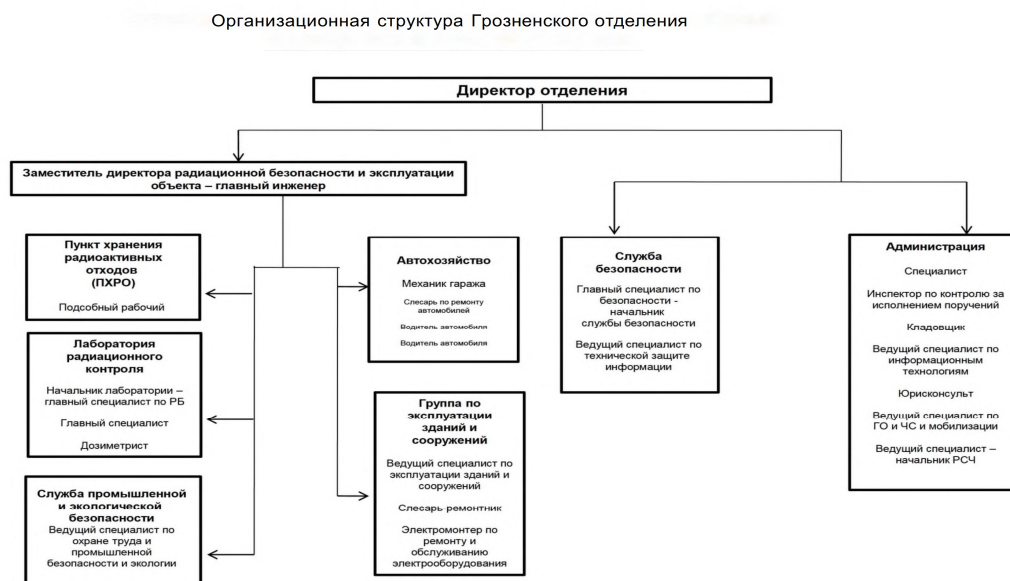 Организационная структура Грозненского отделения
Директор отделения
Заместитель директора радиационной безопасности и эксплуатации
объекта – главный инженер
Пункт хранения
радиоактивных
отходов
(ПХРО)
Подсобный рабочий
Лаборатория
радиационного
контроля
Начальник лаборатории –
главный специалист по РБ
Главный специалист
Дозиметрист
Служба промышленной
и экологической
безопасности
Ведущий специалист по
охране труда и
промышленной
безопасности и экологии
Автохозяйство
Механик гаража
Слесарь по ремонту
автомобилей
Водитель автомобиля
Водитель автомобиля
Группа по
эксплуатации
зданий и
сооружений
Ведущий специалист по
эксплуатации зданий и
сооружений
Слесарь-ремонтник
Электромонтер по
ремонту и
обслуживанию
электрооборудования
Служба
безопасности
Главный специалист по
безопасности -
начальник
службы безопасности
Ведущий специалист по
технической защите
информации
Администрация
Специалист
Инспектор по контролю за
исполнением поручений
Кладовщик
Ведущий специалист по
информационным
технологиям
Юрисконсульт
Ведущий специалист по
ГО и ЧС и мобилизации
Ведущий специалист –
начальник РСЧ